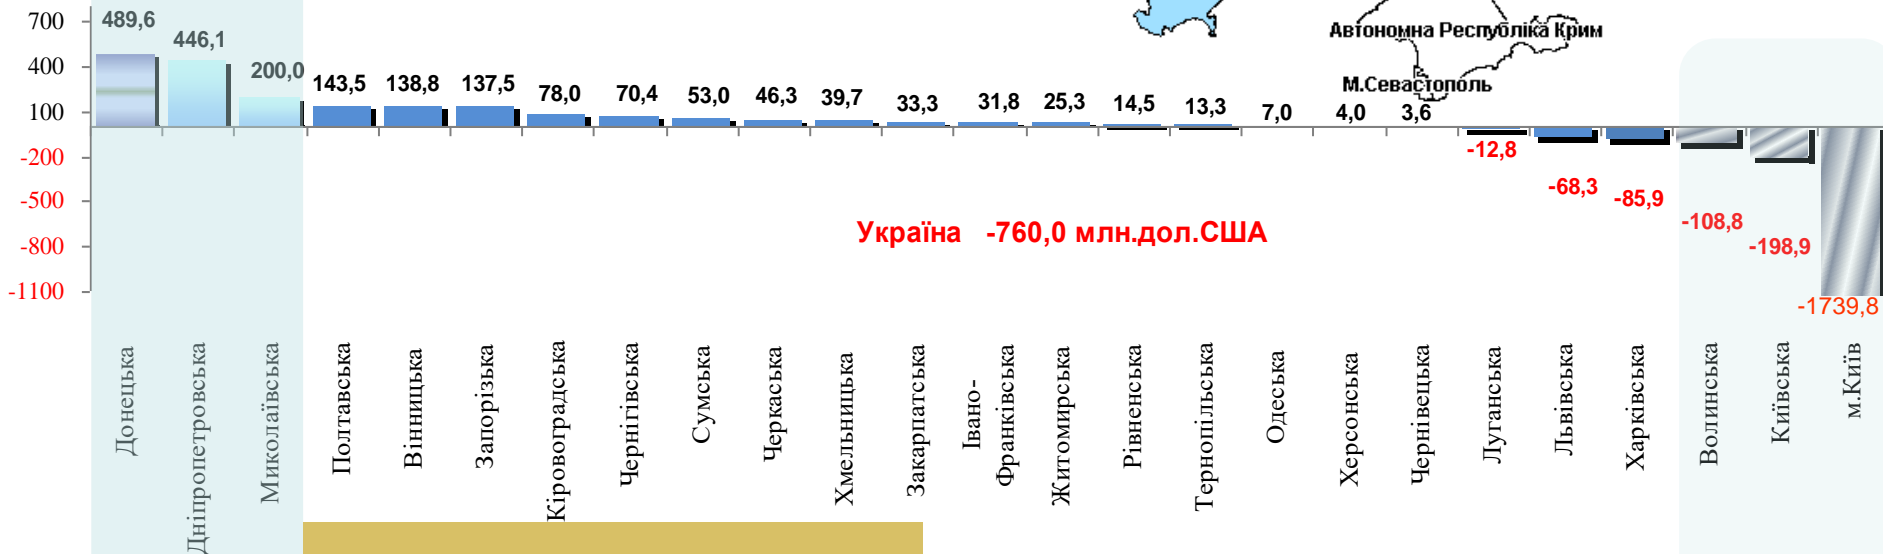 700
400
100
-200
-500
-800
-1100
489,6
446,1
200,0
143,5
138,8
137,5
78,0
70,4
53,0
46,3
39,7
33,3
31,8
25,3
14,5
13,3
7,0
4,0
3,6
-12,8
-68,3
-85,9
-108,8
-198,9
-1739,8
Автономна Республіка Крим
М.Севастополь
Україна -760,0 млн.дол.США
Донецька
Дніпропетровська
Миколаївська
Полтавська
Вінницька
Запорізька
Кіровоградська
Чернігівська
Сумська
Черкаська
Хмельницька
Закарпатська
Івано-
Франківська
Житомирська
Рівненська
Тернопільська
Одеська
Херсонська
Чернівецька
Луганська
Львівська
Харківська
Волинська
Київська
м.Київ